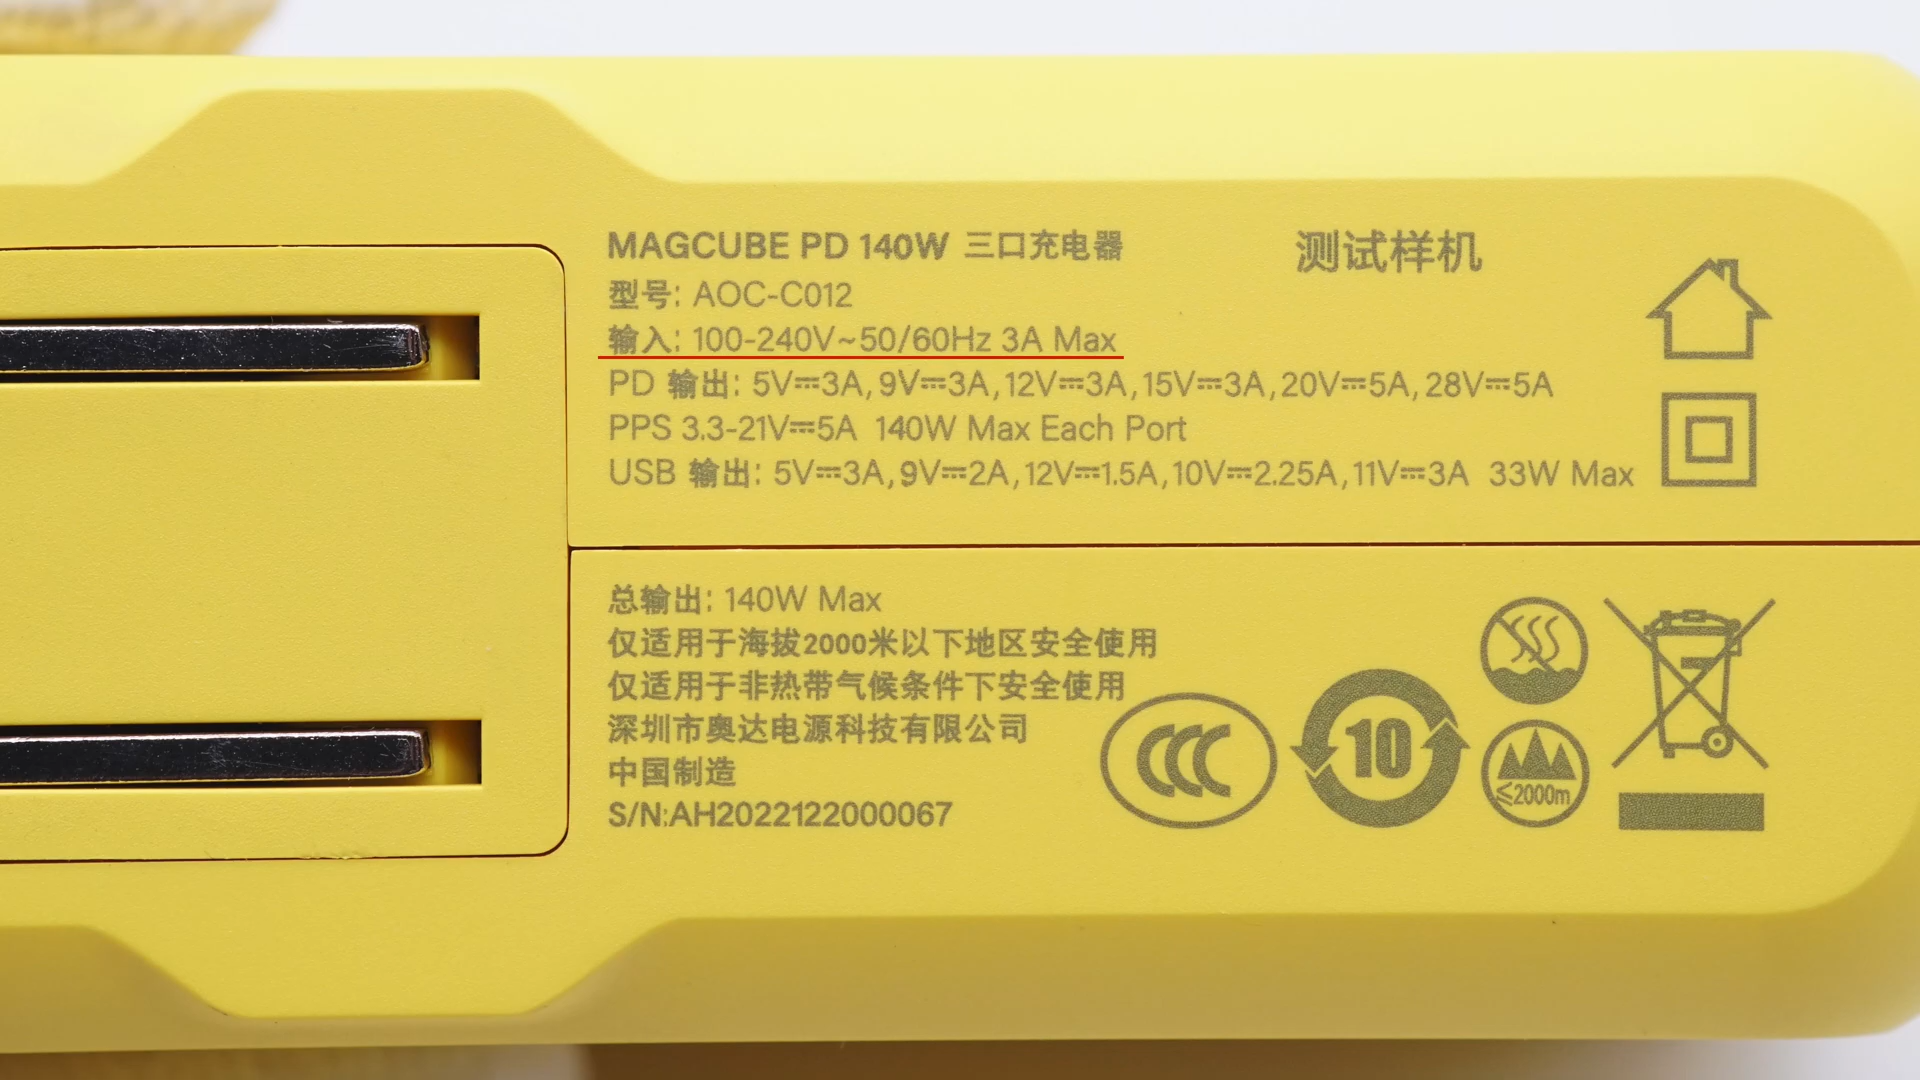 MAGCUBE PD 140W 三口充电器
测试样机
型号: AOC-C012
输入: 100-240V~50/60Hz 3A Max
PD 输出: 5V⎓3A,9V⎓3A,12V⎓3A,15V⎓3A,20V⎓5A,28V⎓5A
PPS 3.3-21V⎓5A 140W Max Each Port
USB 输出: 5V⎓3A,9V⎓2A,12V⎓1.5A,10V⎓2.25A,11V⎓3A 33W Max
总输出: 140W Max
仅适用于海拔2000米以下地区安全使用
仅适用于非热带气候条件下安全使用
深圳市奥达电源科技有限公司
中国制造
S/N:AH2022122000067
CCC
10
≤2000m